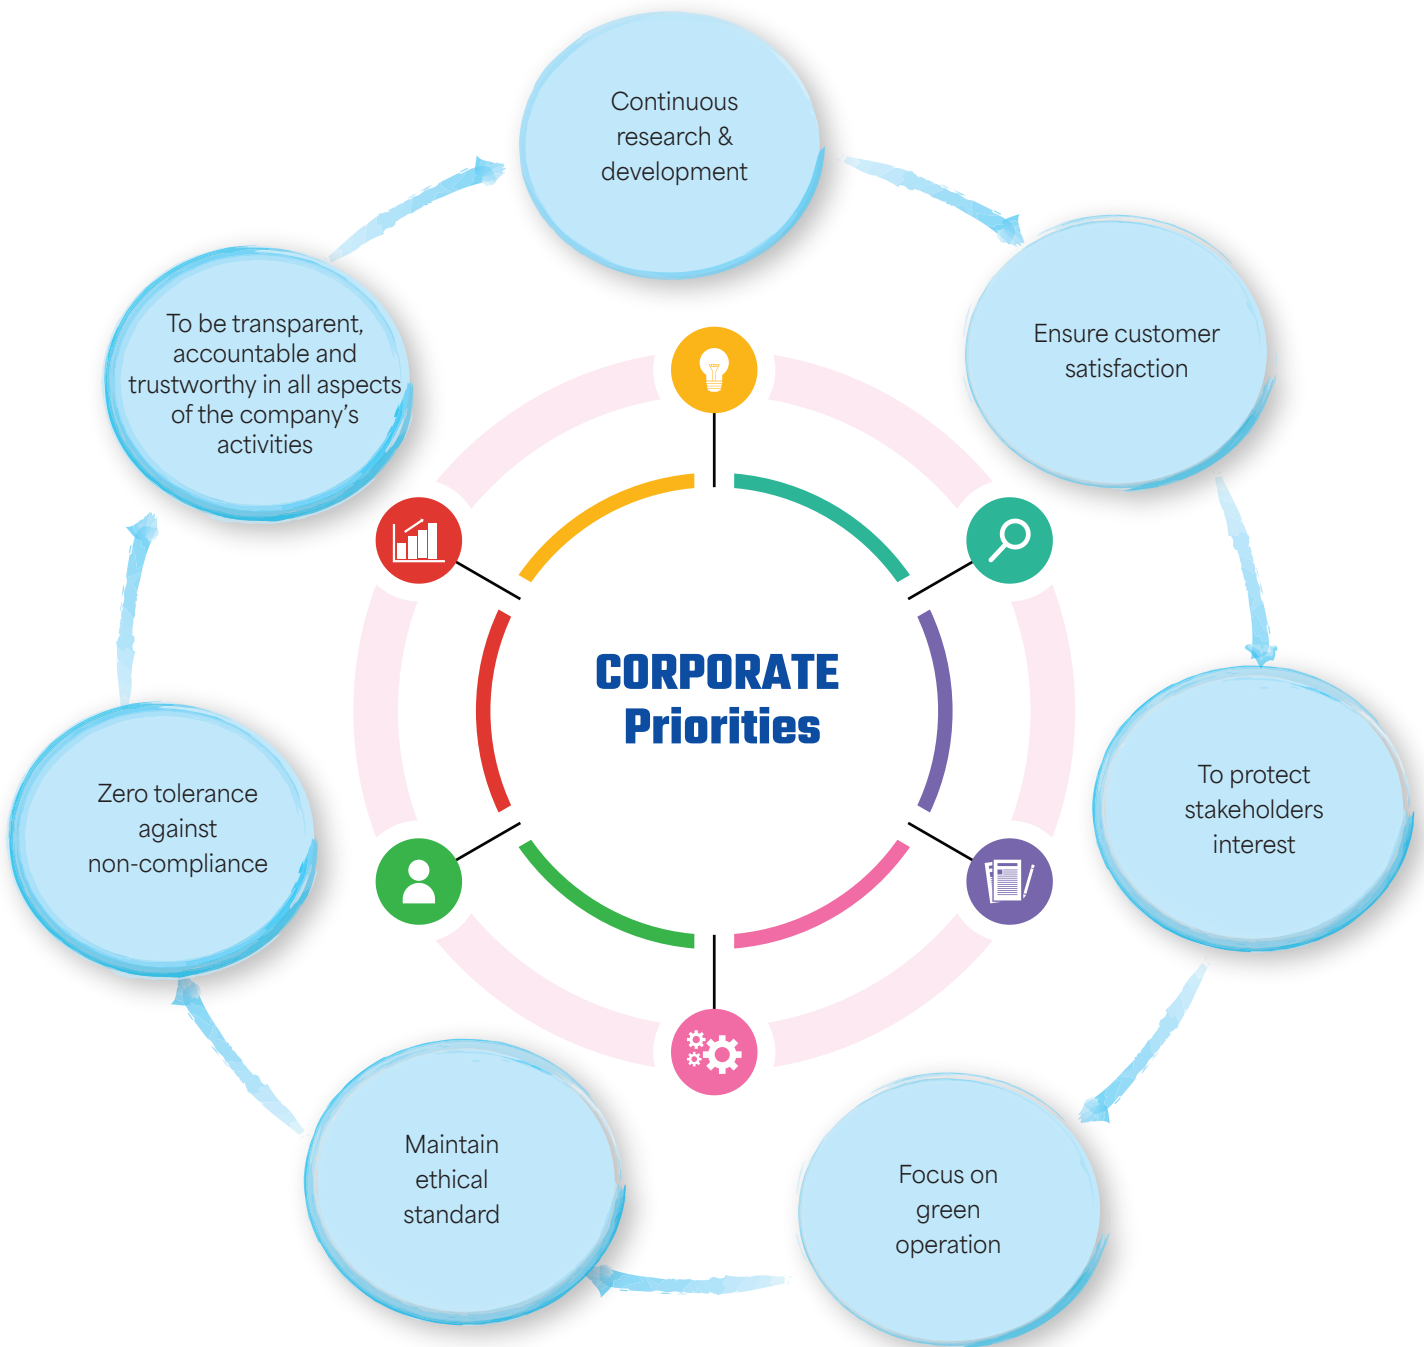 Continuous
research &
development
Ensure customer
satisfaction
To protect
stakeholders
interest
Focus on
green
operation
Maintain
ethical
standard
Zero tolerance
against
non-compliance
To be transparent,
accountable and
trustworthy in all aspects
of the company’s
activities
CORPORATE
Priorities